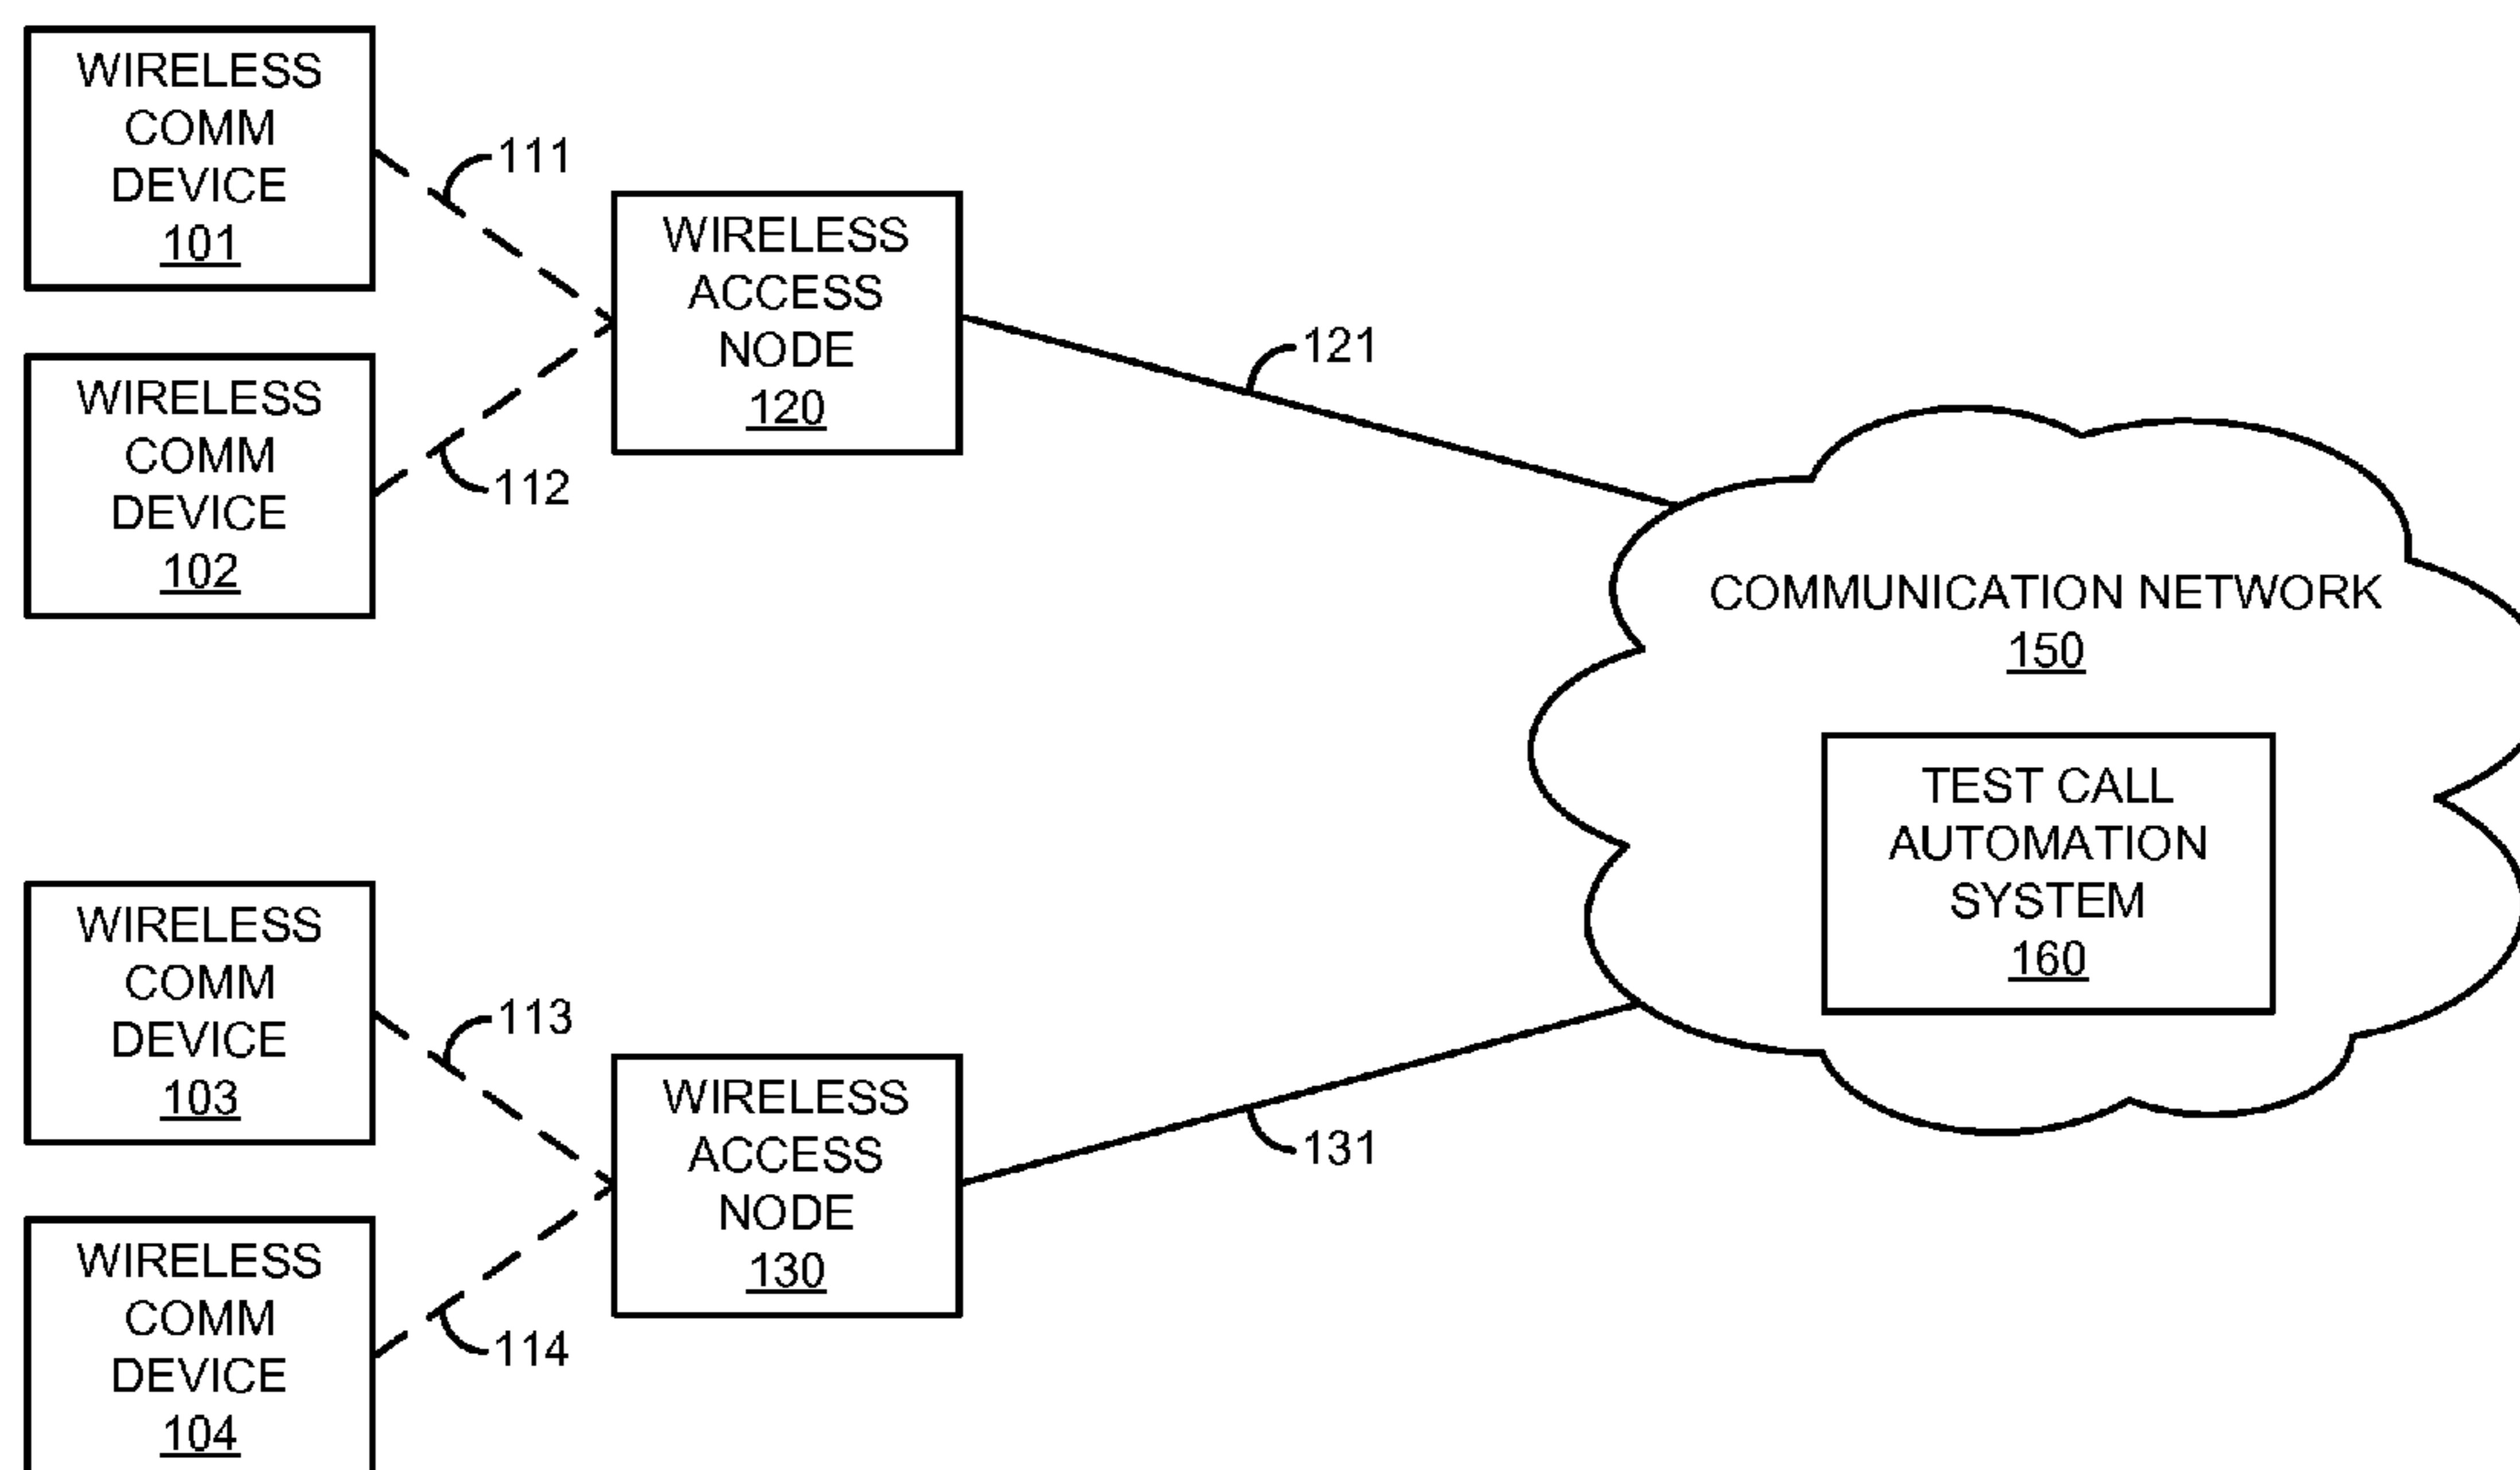 WIRELESS
COMM
DEVICE
101
111
WIRELESS
ACCESS
NODE
120
121
WIRELESS
COMM
DEVICE
102
112
COMMUNICATION NETWORK
150
TEST CALL
AUTOMATION
SYSTEM
160
WIRELESS
COMM
DEVICE
103
113
WIRELESS
ACCESS
NODE
130
131
WIRELESS
COMM
DEVICE
104
114